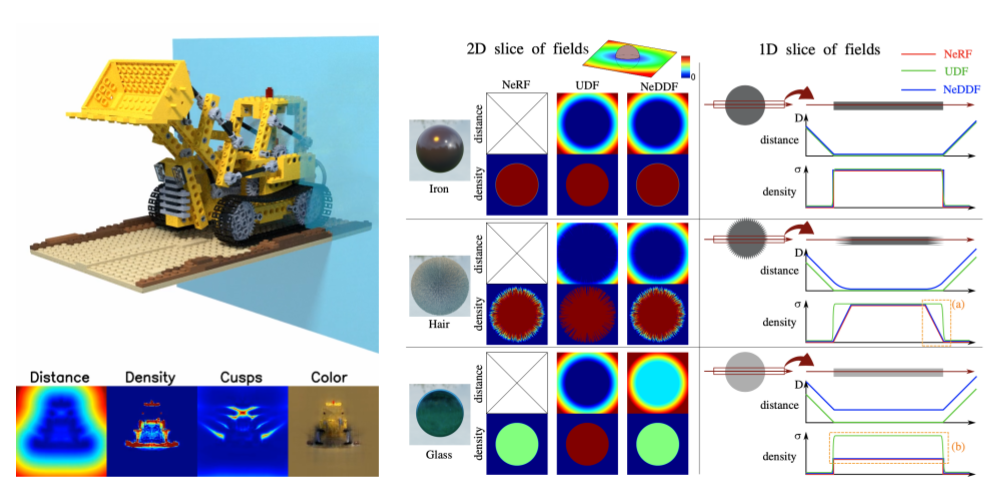 2D slice of fields
0
NeRF
UDF
NeDDF
distance
density
Iron
distance
density
Hair
distance
density
Glass
1D slice of fields
NeRF
UDF
NeDDF
D
distance
σ
density
D
distance
σ
(a)
density
D
distance
σ
(b)
density
Distance Density Cusps Color